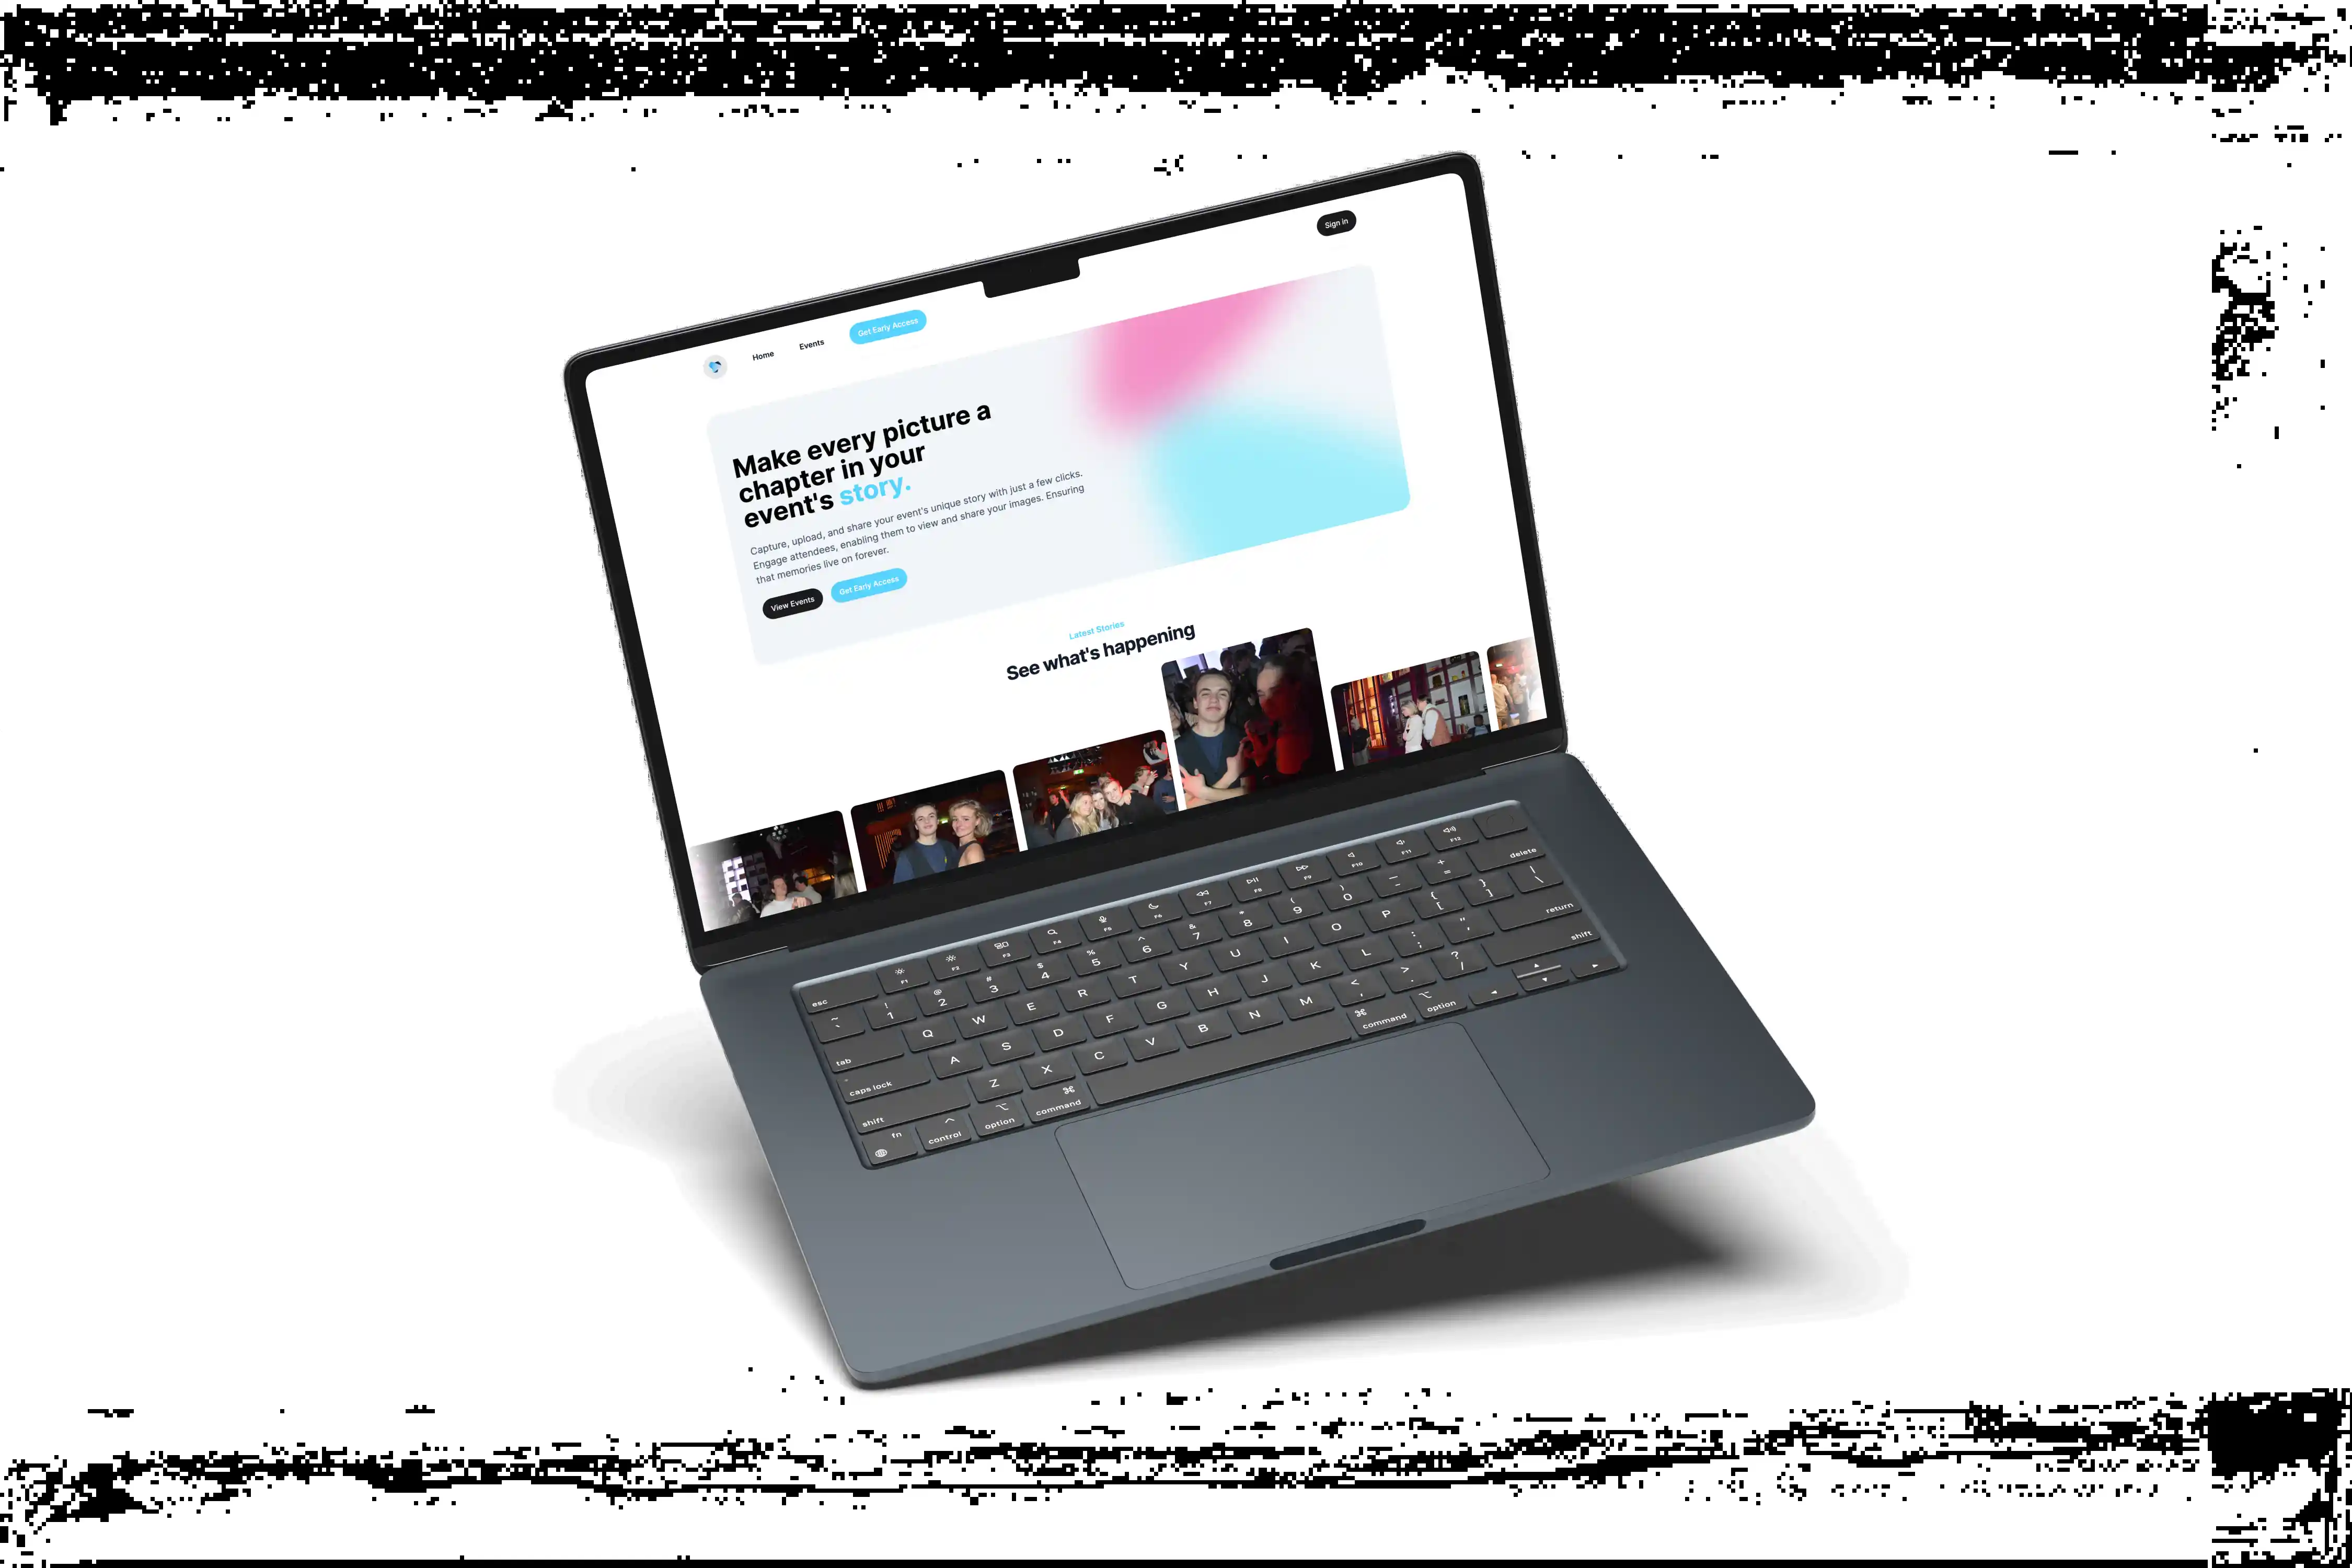 Sign in
Home
Events
Get Early Access
Make every picture a
chapter in your
event's story.
Capture, upload, and share your event's unique story with just a few clicks.
Engage attendees, enabling them to view and share your images. Ensuring
that memories live on forever.
View Events
Get Early Access
Latest Stories
See what's happening
esc F1 F2 F3 F4 F5 F6 F7 F8 F9 F10 F11 F12
~ ` ! 1 @ 2 # 3 $ 4 % 5 ^ 6 & 7 * 8 ( 9 ) 0 — - + = delete
tab Q W E R T Y U I O P { [ } ] | \
caps lock A S D F G H J K L : ; " ' return
shift Z X C V B N M < , > . ? / shift
fn control option command command option